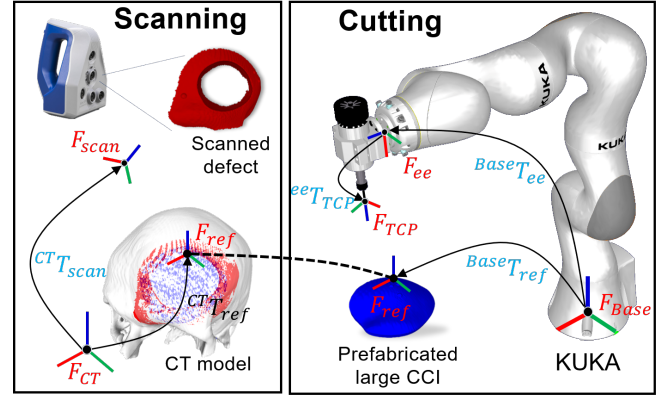 Scanning
Scanned
defect
F_scan
^CT T_scan
F_ref
^CT T_ref
F_CT
CT model
Cutting
KUKA
KUKA
F_ee
^Base T_ee
^ee T_TCP
F_TCP
^Base T_ref
F_ref
F_Base
Prefabricated
large CCI
KUKA